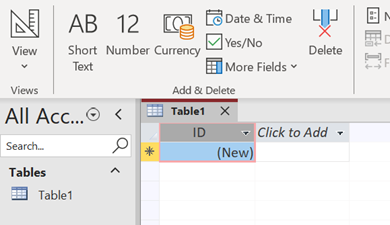 View
Views
AB
Short
Text
12
Number
Currency
Date & Time
Yes/No
More Fields
Delete
Add & Delete
All Acc...
Search...
Tables
Table1
Table1
ID
Click to Add
(New)